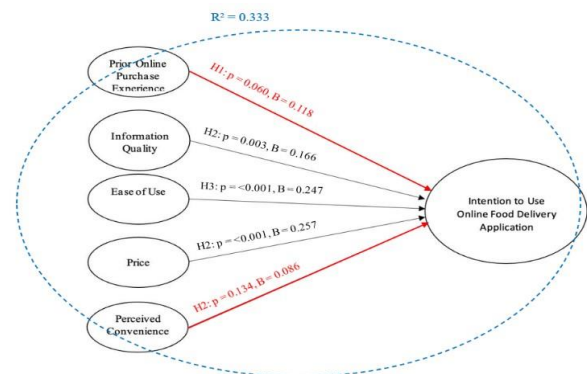 R² = 0.333
Prior Online
Purchase
Experience
H1: p = 0.060, B = 0.118
Information
Quality
H2: p = 0.003, B = 0.166
Ease of Use
H3: p = <0.001, B = 0.247
Intention to Use
Online Food Delivery
Application
Price
H2: p = <0.001, B = 0.257
Perceived
Convenience
H2: p = 0.134, B = 0.086